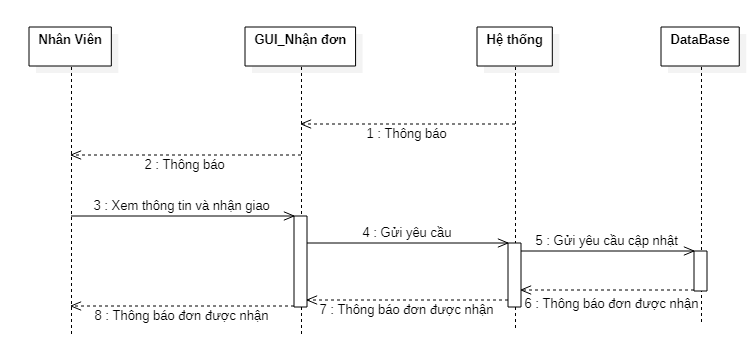 Nhân Viên
GUI_Nhận đơn
Hệ thống
DataBase
1 : Thông báo
2 : Thông báo
3 : Xem thông tin và nhận giao
4 : Gửi yêu cầu
5 : Gửi yêu cầu cập nhật
6 : Thông báo đơn được nhận
7 : Thông báo đơn được nhận
8 : Thông báo đơn được nhận